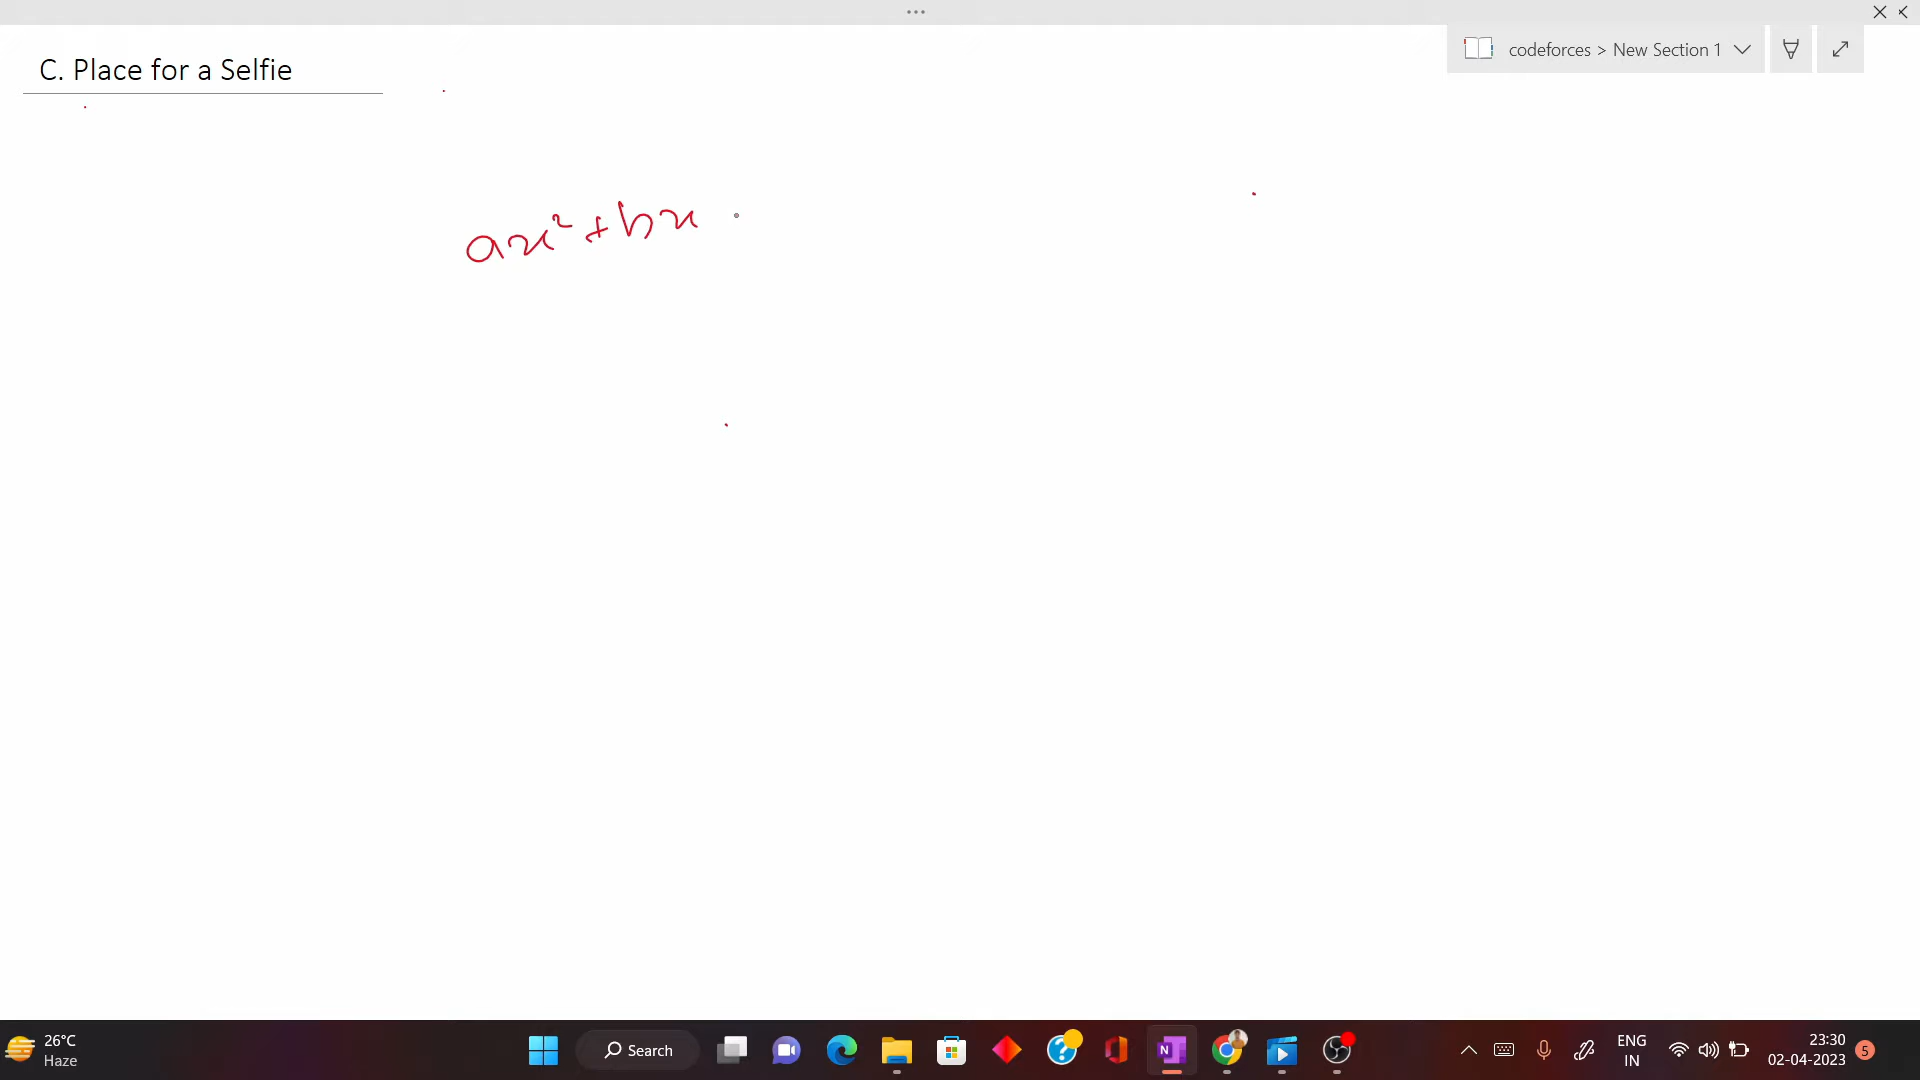 codeforces > New Section 1
C. Place for a Selfie
ax² + bx
26°C
Haze
Search
ENG
IN
23:30
02-04-2023
5